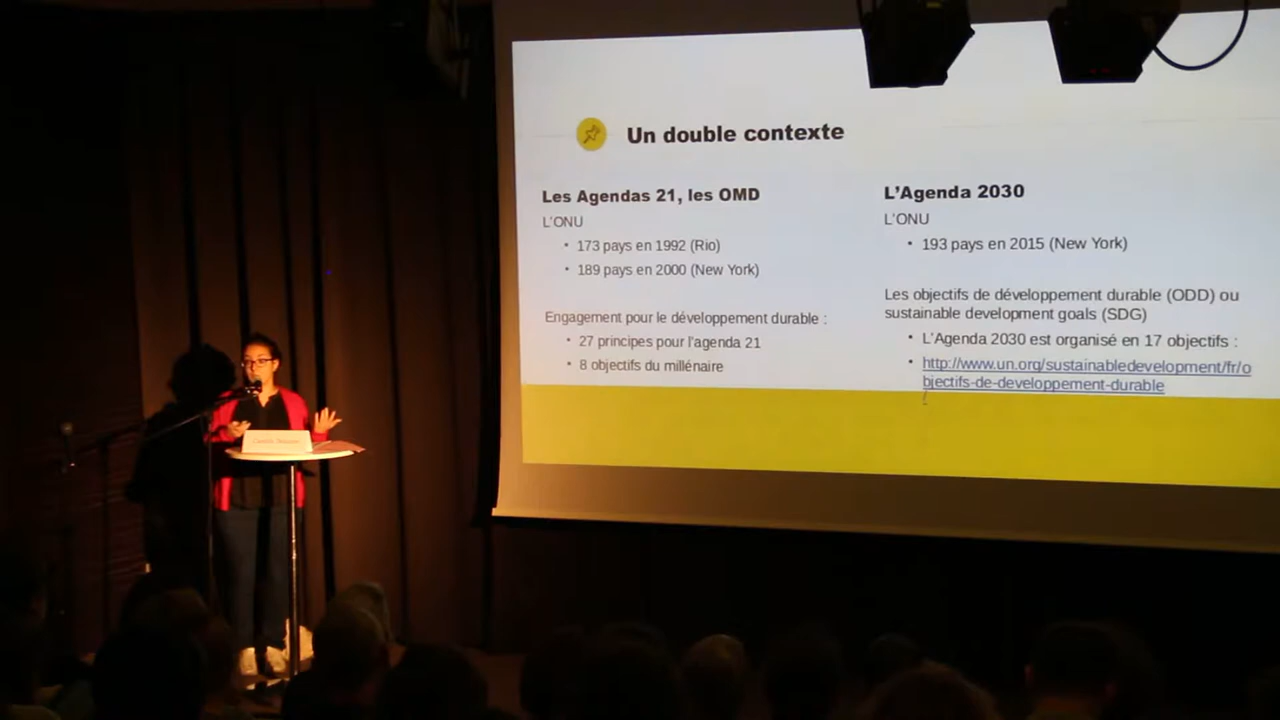 Un double contexte
Les Agendas 21, les OMD
L'ONU
• 173 pays en 1992 (Rio)
• 189 pays en 2000 (New York)
Engagement pour le développement durable :
• 27 principes pour l'agenda 21
• 8 objectifs du millénaire
L'Agenda 2030
L'ONU
• 193 pays en 2015 (New York)
Les objectifs de développement durable (ODD) ou
sustainable development goals (SDG)
• L'Agenda 2030 est organisé en 17 objectifs :
• http://www.un.org/sustainabledevelopment/fr/o
bjectifs-de-developpement-durable
/